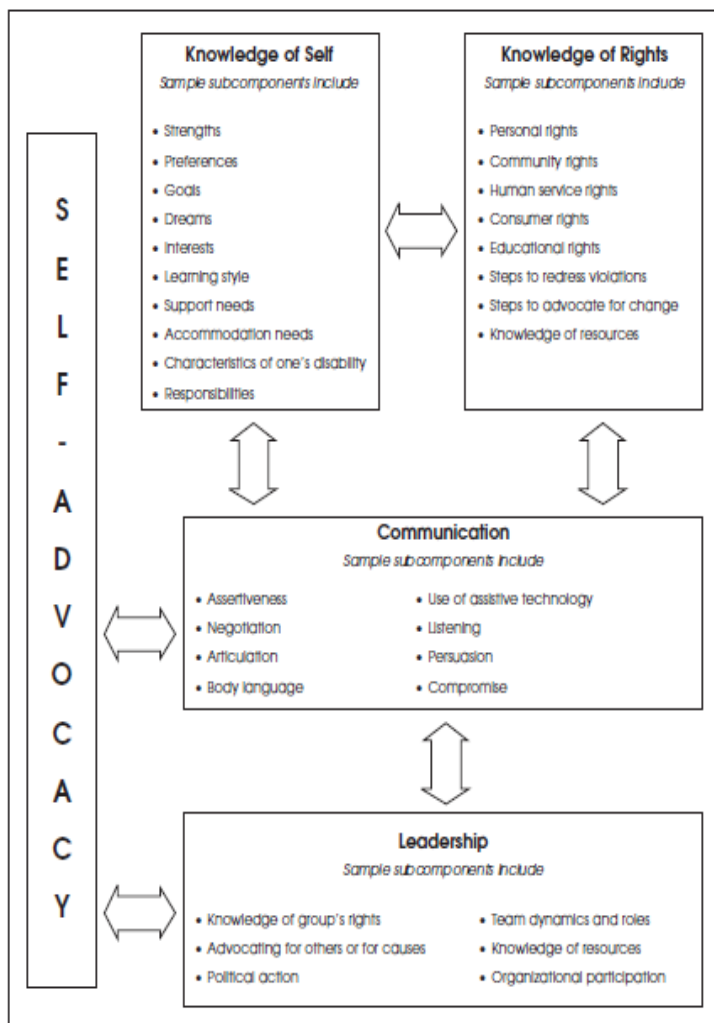 SELF-ADVOCACY
Knowledge of Self
Sample subcomponents include
• Strengths
• Preferences
• Goals
• Dreams
• Interests
• Learning style
• Support needs
• Accommodation needs
• Characteristics of one's disability
• Responsibilities
Knowledge of Rights
Sample subcomponents include
• Personal rights
• Community rights
• Human service rights
• Consumer rights
• Educational rights
• Steps to redress violations
• Steps to advocate for change
• Knowledge of resources
Communication
Sample subcomponents include
• Assertiveness
• Negotiation
• Articulation
• Body language
• Use of assistive technology
• Listening
• Persuasion
• Compromise
Leadership
Sample subcomponents include
• Knowledge of group's rights
• Advocating for others or for causes
• Political action
• Team dynamics and roles
• Knowledge of resources
• Organizational participation